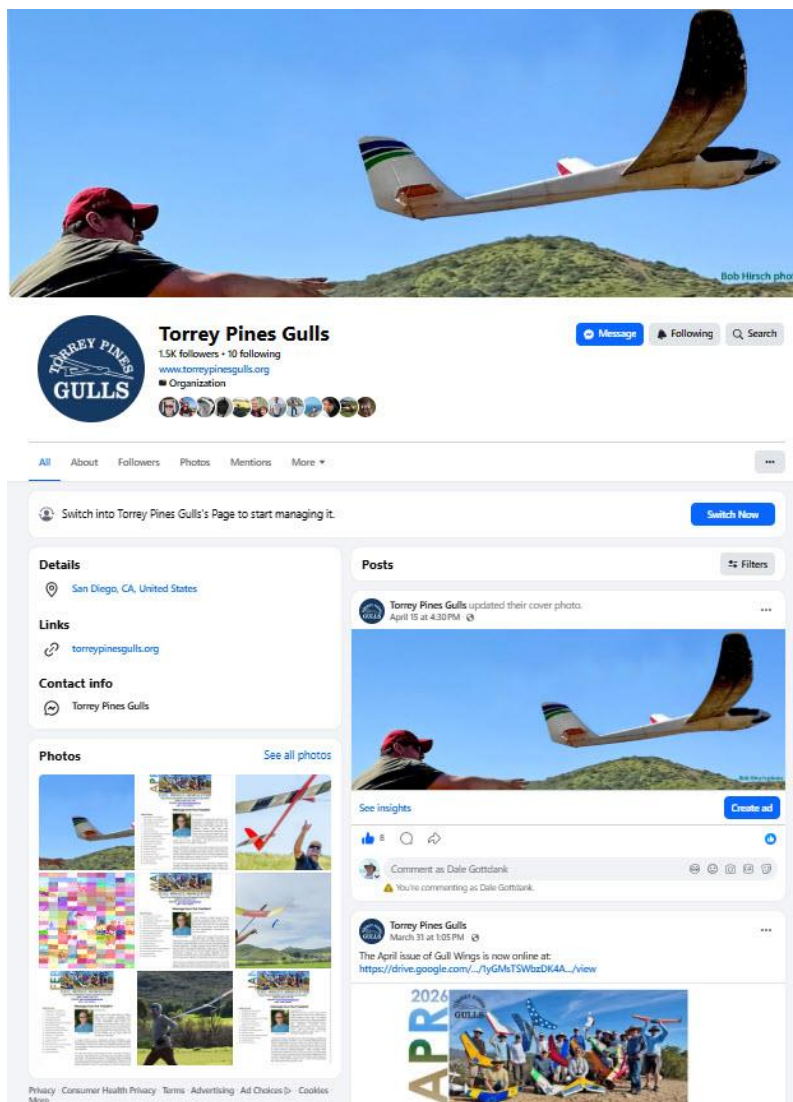 Bob Hirsch pho
TORREY PINES
GULLS
Torrey Pines Gulls
1.5K followers • 10 following
www.torreypinesgulls.org
Organization
Message
Following
Search
All
About
Followers
Photos
Mentions
More
Switch into Torrey Pines Gulls's Page to start managing it.
Switch Now
Details
San Diego, CA, United States
Links
torreypinesgulls.org
Contact info
Torrey Pines Gulls
Photos
See all photos
Privacy · Consumer Health Privacy · Terms · Advertising · Ad Choices · Cookies ·
More
Posts
Filters
Torrey Pines Gulls updated their cover photo.
April 15 at 4:30 PM
See insights
Create ad
8
Comment as Dale Gottdank
You're commenting as Dale Gottdank.
Torrey Pines Gulls
March 31 at 1:05 PM
The April issue of Gull Wings is now online at:
https://drive.google.com/.../1yGMsTSWbzDK4A.../view
2026
APR
TORREY PINES
GULLS